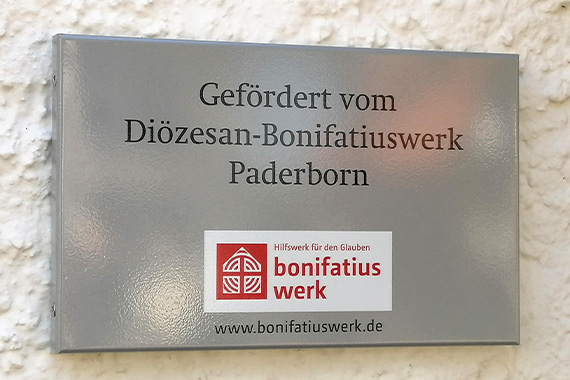 Gefördert vom
Diözesan-Bonifatiuswerk
Paderborn
Hilfswerk für den Glauben
bonifatius
werk
www.bonifatiuswerk.de